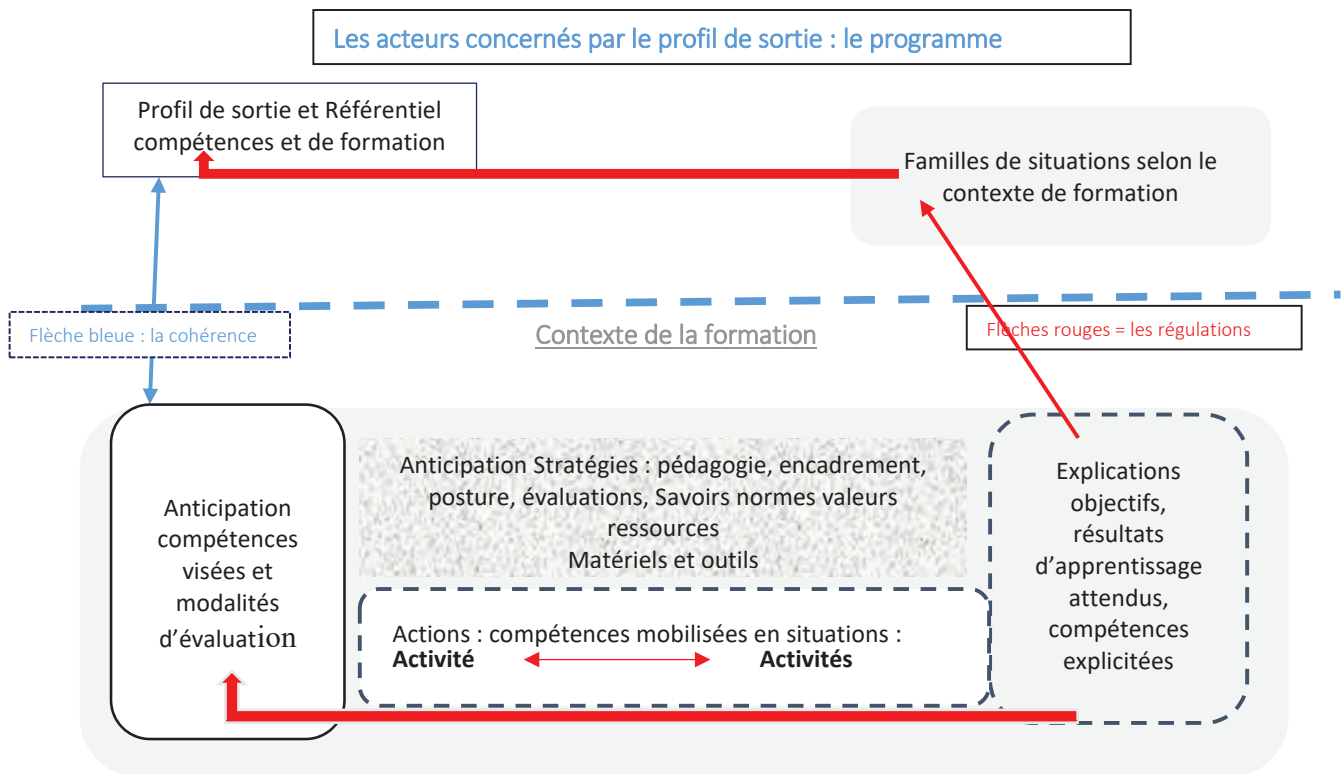 Les acteurs concernés par le profil de sortie : le programme
Profil de sortie et Référentiel
compétences et de formation
Familles de situations selon le
contexte de formation
Flèche bleue : la cohérence
Contexte de la formation
Flèches rouges = les régulations
Anticipation
compétences
visées et
modalités
d’évaluation
Anticipation Stratégies : pédagogie, encadrement,
posture, évaluations, Savoirs normes valeurs
ressources
Matériels et outils
Actions : compétences mobilisées en situations :
Activité Activités
Explications
objectifs,
résultats
d’apprentissage
attendus,
compétences
explicitées